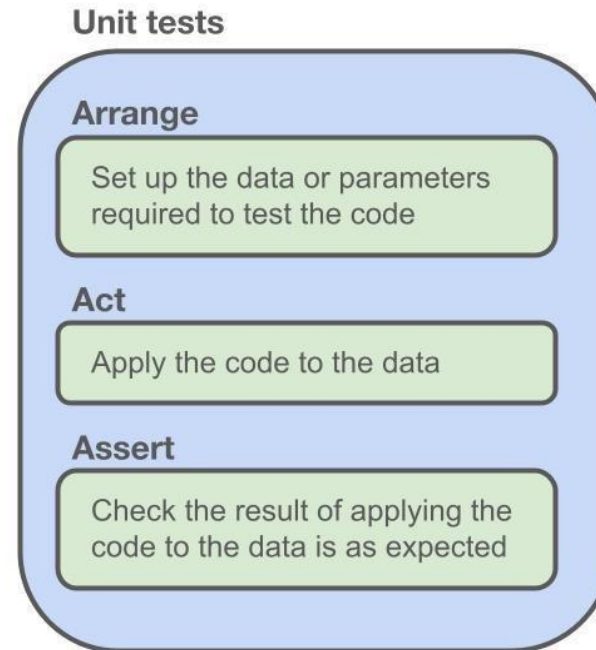 Unit tests
Arrange
Set up the data or parameters
required to test the code
Act
Apply the code to the data
Assert
Check the result of applying the
code to the data is as expected